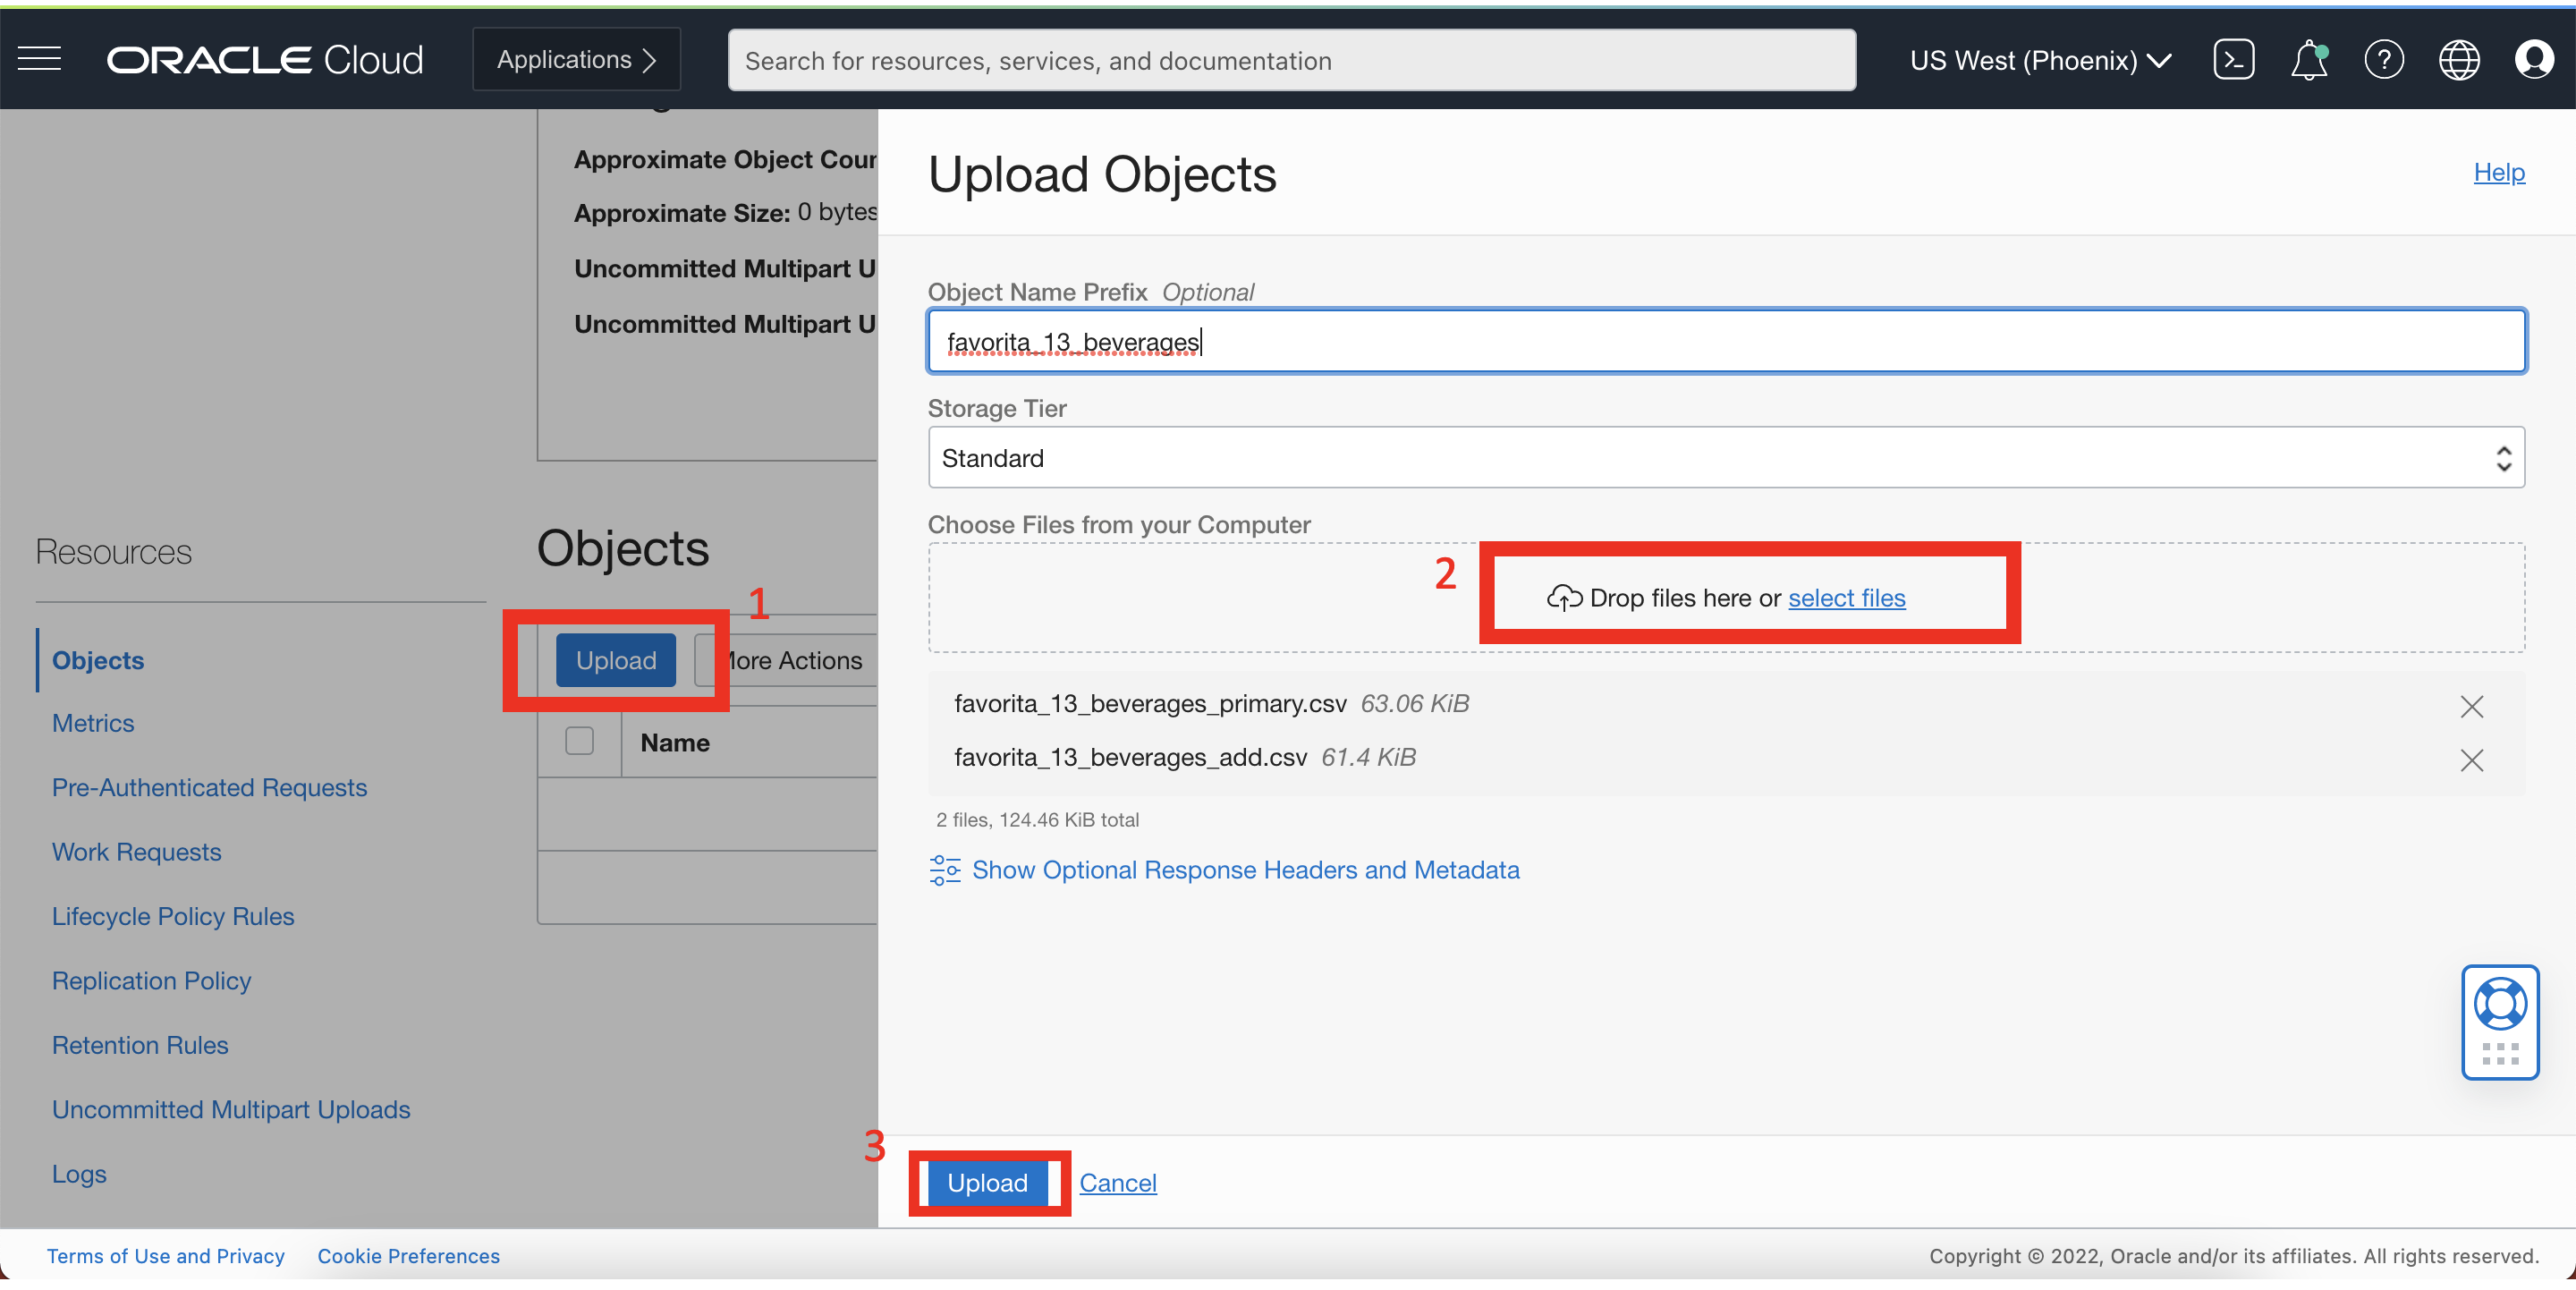 ORACLE Cloud
Applications
Search for resources, services, and documentation
US West (Phoenix)
Approximate Object Coun
Approximate Size: 0 bytes
Uncommitted Multipart U
Uncommitted Multipart U
Resources
Objects
Metrics
Pre-Authenticated Requests
Work Requests
Lifecycle Policy Rules
Replication Policy
Retention Rules
Uncommitted Multipart Uploads
Logs
Objects
1
Upload
More Actions
Name
Upload Objects
Help
Object Name Prefix Optional
favorita_13_beverages
Storage Tier
Standard
Choose Files from your Computer
2
Drop files here or select files
favorita_13_beverages_primary.csv 63.06 KiB
favorita_13_beverages_add.csv 61.4 KiB
2 files, 124.46 KiB total
Show Optional Response Headers and Metadata
3
Upload
Cancel
Terms of Use and Privacy
Cookie Preferences
Copyright © 2022, Oracle and/or its affiliates. All rights reserved.